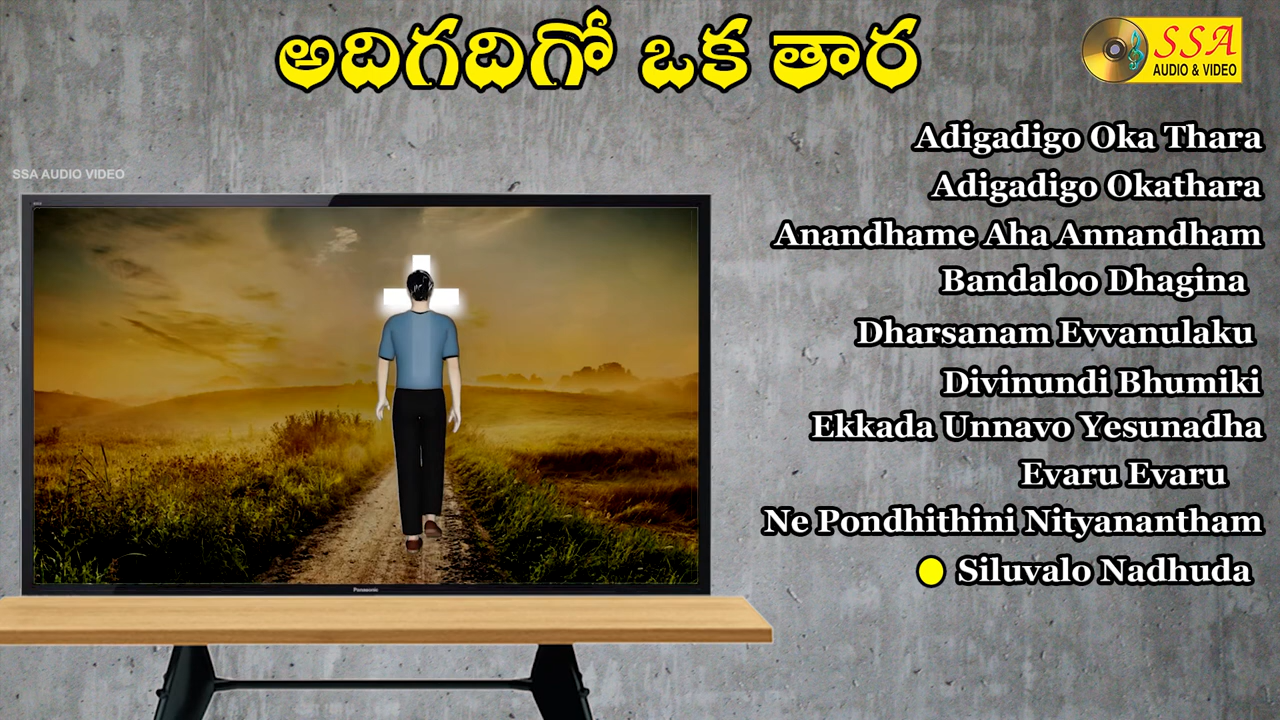 అదిగదిగో ఒక తార
SSA
AUDIO & VIDEO
Adigadigo Oka Thara
SSA AUDIO VIDEO
Adigadigo Okathara
Anandhame Aha Annandham
Bandaloo Dhagina
Dharsanam Evvanulaku
Divinundi Bhumiki
Ekkada Unnavo Yesunadha
Evaru Evaru
Ne Pondhithini Nityanantham
Siluvalo Nadhuda
Panasonic